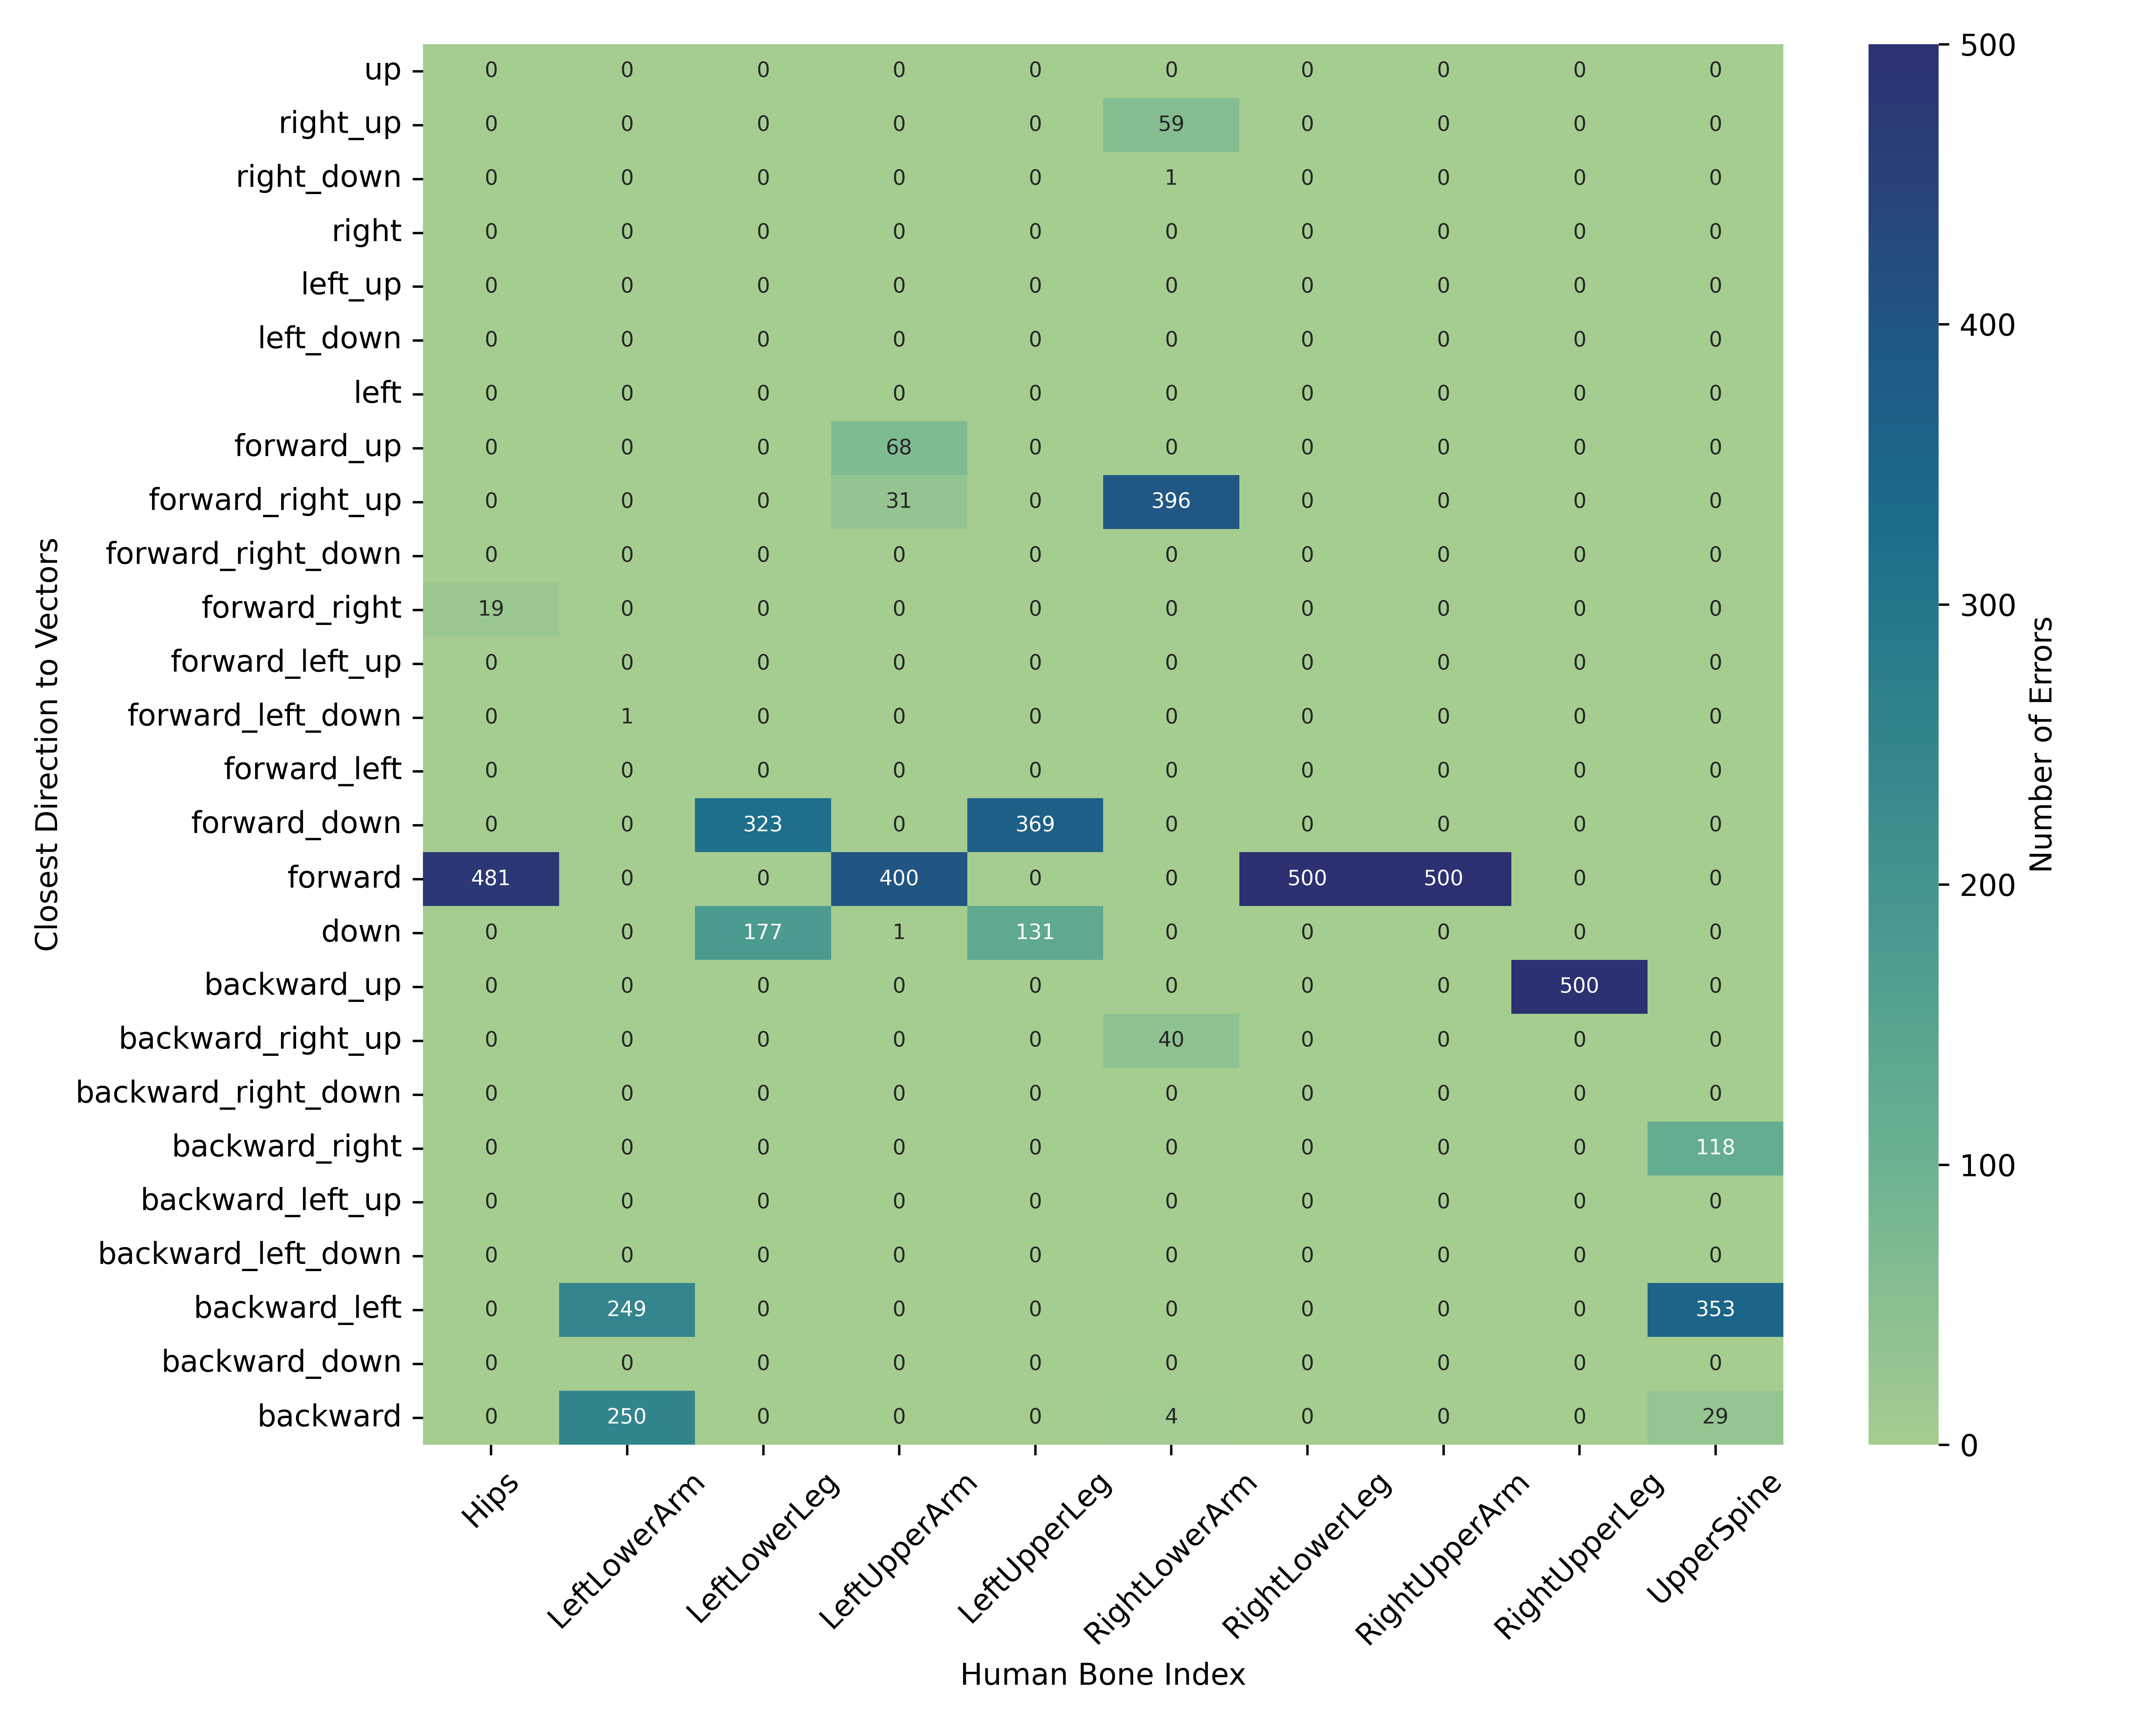 up 0 0 0 0 0 0 0 0 0 0
right_up 0 0 0 0 0 59 0 0 0 0
right_down 0 0 0 0 0 1 0 0 0 0
right 0 0 0 0 0 0 0 0 0 0
left_up 0 0 0 0 0 0 0 0 0 0
left_down 0 0 0 0 0 0 0 0 0 0
left 0 0 0 0 0 0 0 0 0 0
forward_up 0 0 0 68 0 0 0 0 0 0
forward_right_up 0 0 0 31 0 396 0 0 0 0
forward_right_down 0 0 0 0 0 0 0 0 0 0
forward_right 19 0 0 0 0 0 0 0 0 0
forward_left_up 0 0 0 0 0 0 0 0 0 0
forward_left_down 0 1 0 0 0 0 0 0 0 0
forward_left 0 0 0 0 0 0 0 0 0 0
forward_down 0 0 323 0 369 0 0 0 0 0
forward 481 0 0 400 0 0 500 500 0 0
down 0 0 177 1 131 0 0 0 0 0
backward_up 0 0 0 0 0 0 0 0 500 0
backward_right_up 0 0 0 0 0 40 0 0 0 0
backward_right_down 0 0 0 0 0 0 0 0 0 0
backward_right 0 0 0 0 0 0 0 0 0 118
backward_left_up 0 0 0 0 0 0 0 0 0 0
backward_left_down 0 0 0 0 0 0 0 0 0 0
backward_left 0 249 0 0 0 0 0 0 0 353
backward_down 0 0 0 0 0 0 0 0 0 0
backward 0 250 0 0 0 4 0 0 0 29
Hips LeftLowerArm LeftLowerLeg LeftUpperArm LeftUpperLeg RightLowerArm RightLowerLeg RightUpperArm RightUpperLeg UpperSpine
Human Bone Index
Closest Direction to Vectors
500
400
300
200
100
0
Number of Errors